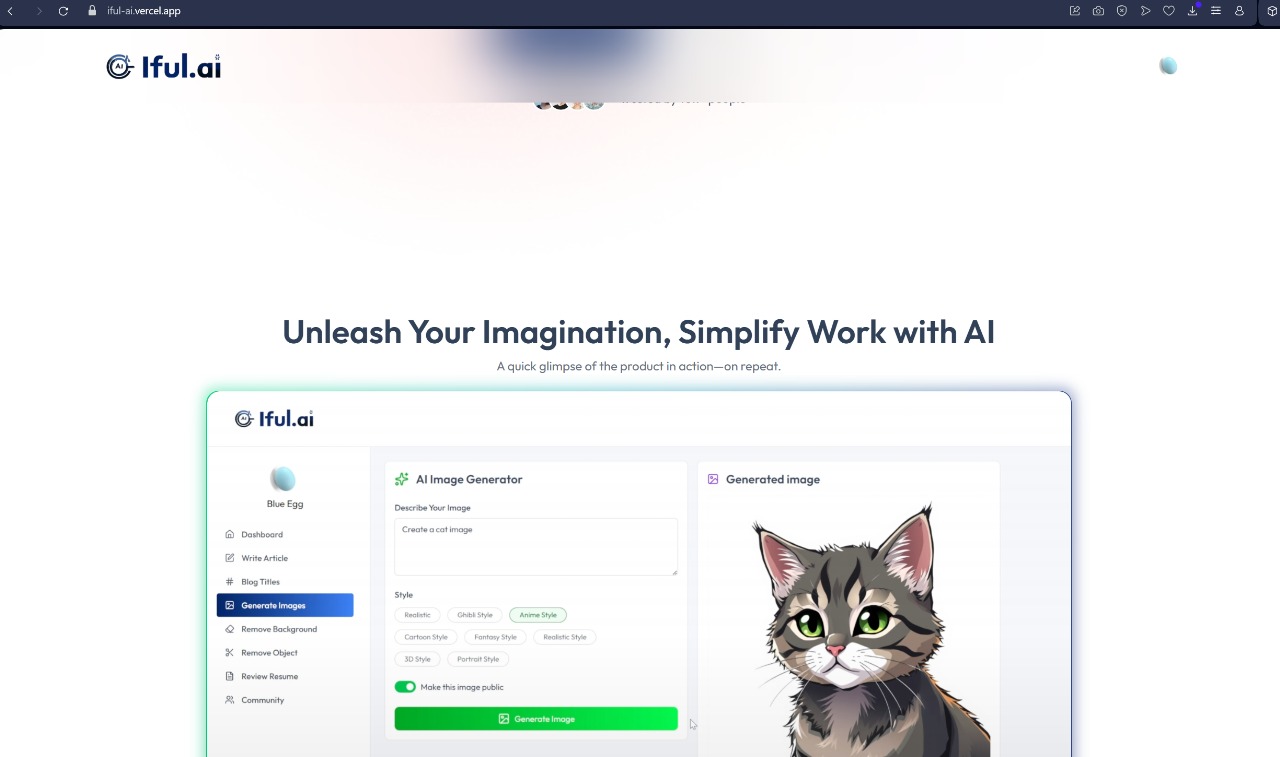 iful-ai.vercel.app
AI Iful.ai
Unleash Your Imagination, Simplify Work with AI
A quick glimpse of the product in action—on repeat.
AI Iful.ai
Blue Egg
Dashboard
Write Article
Blog Titles
Generate Images
Remove Background
Remove Object
Review Resume
Community
AI Image Generator
Describe Your Image
Create a cat image
Style
Realistic Ghibli Style Anime Style
Cartoon Style Fantasy Style Realistic Style
3D Style Portrait Style
Make this image public
Generate Image
Generated image